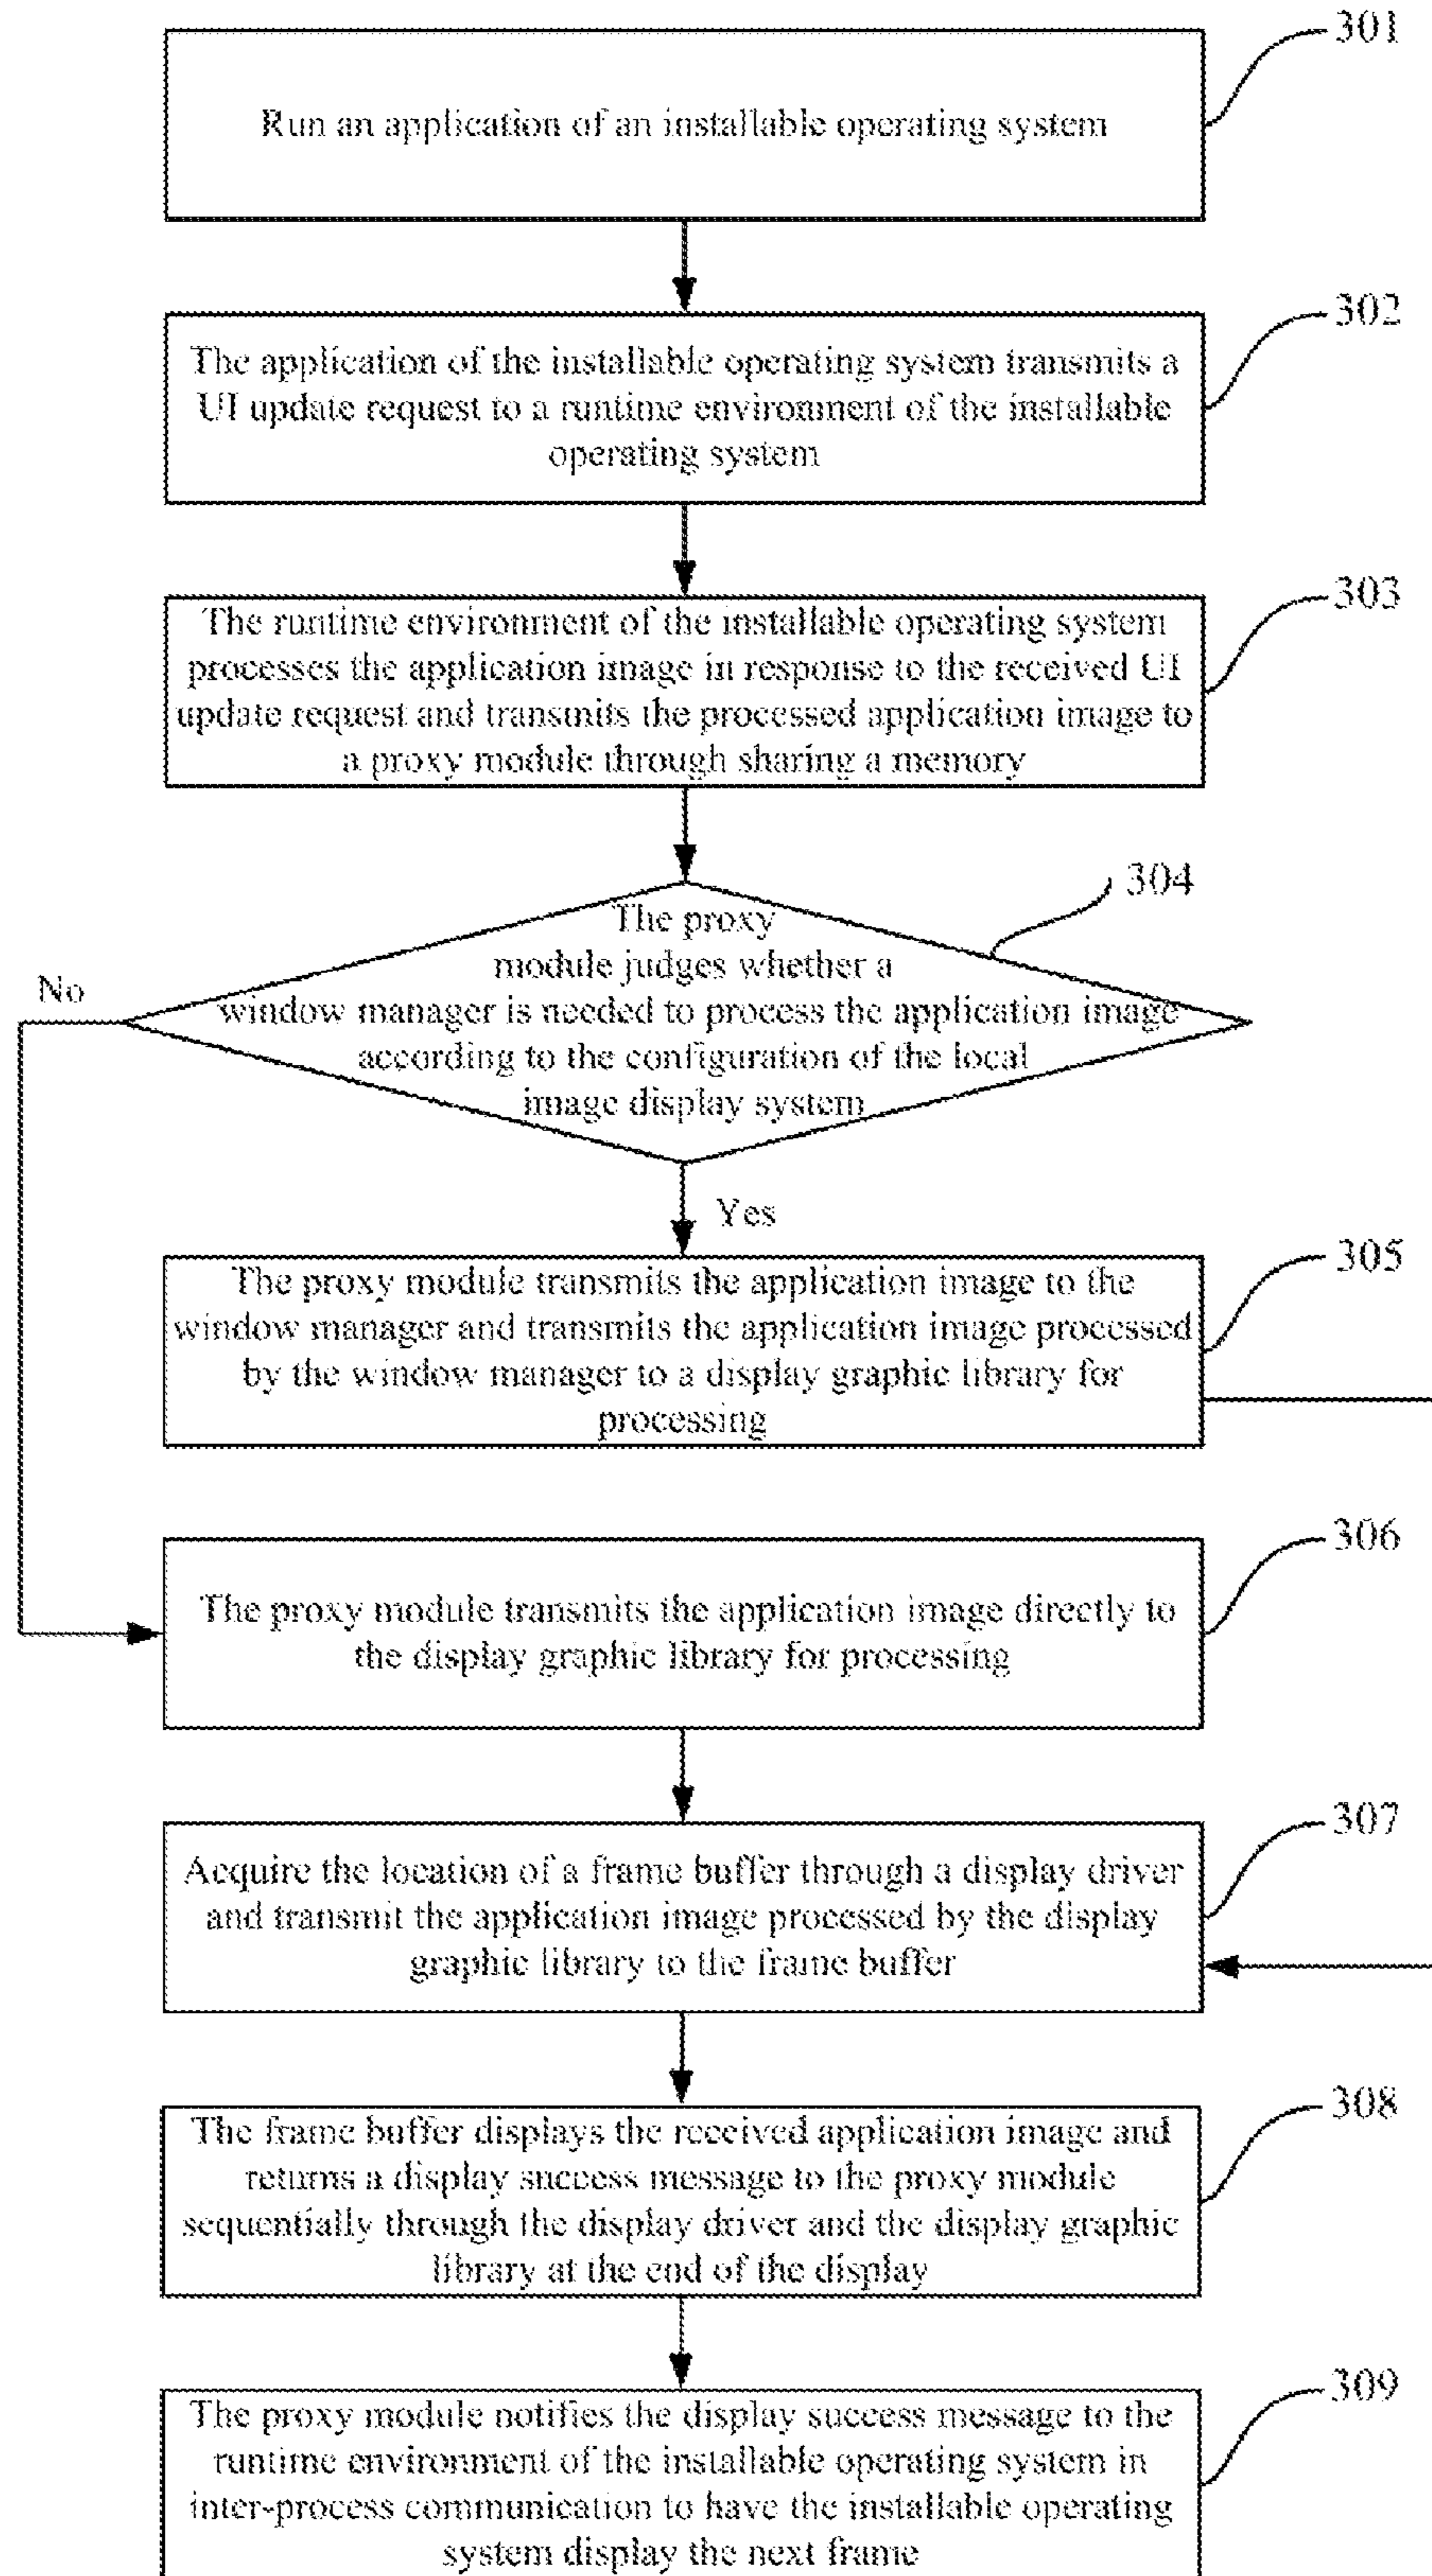 301
Run an application of an installable operating system
302
The application of the installable operating system transmits a
UI update request to a runtime environment of the installable
operating system
303
The runtime environment of the installable operating system
processes the application image in response to the received UI
update request and transmits the processed application image to
a proxy module through sharing a memory
304
The proxy
module judges whether a
window manager is needed to process the application image
according to the configuration of the local
image display system
No
Yes
305
The proxy module transmits the application image to the
window manager and transmits the application image processed
by the window manager to a display graphic library for
processing
306
The proxy module transmits the application image directly to
the display graphic library for processing
307
Acquire the location of a frame buffer through a display driver
and transmit the application image processed by the display
graphic library to the frame buffer
308
The frame buffer displays the received application image and
returns a display success message to the proxy module
sequentially through the display driver and the display graphic
library at the end of the display
309
The proxy module notifies the display success message to the
runtime environment of the installable operating system in
inter-process communication to have the installable operating
system display the next frame